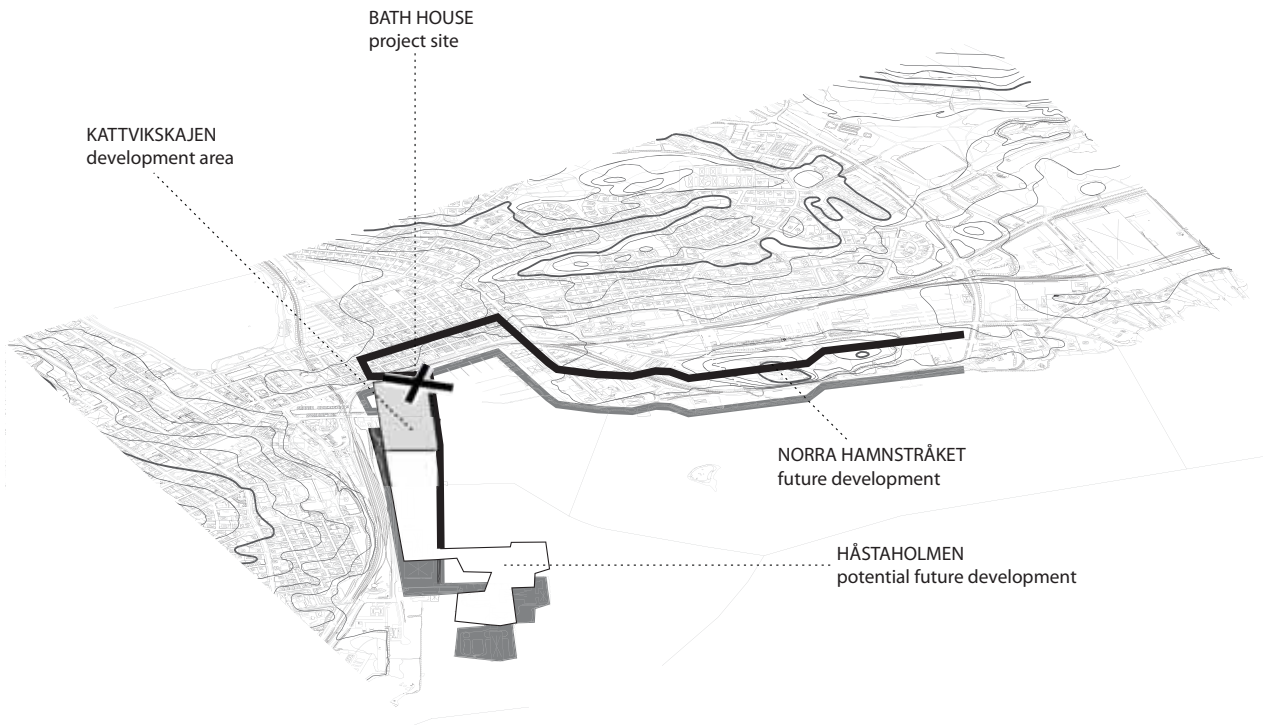 BATH HOUSE
project site
KATTVIKSKAJEN
development area
NORRA HAMNSTRÅKET
future development
HÅSTAHOLMEN
potential future development